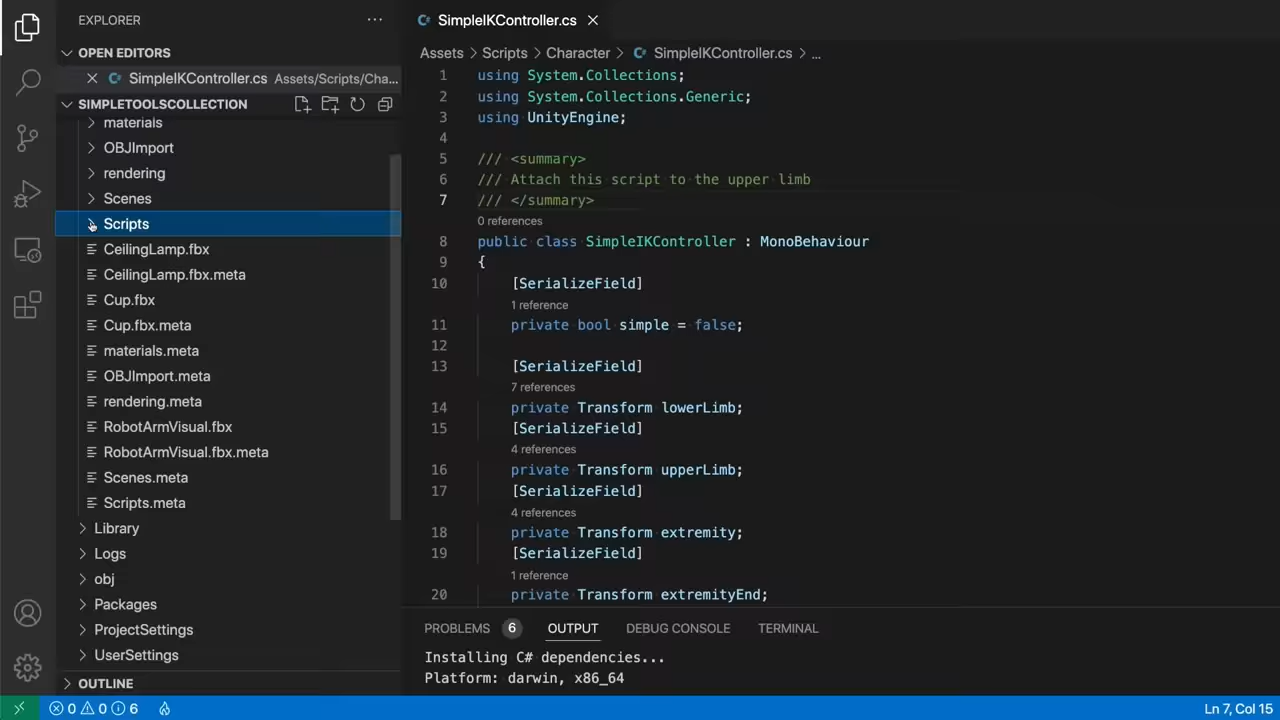 EXPLORER
OPEN EDITORS
SimpleIKController.cs Assets/Scripts/Cha...
SIMPLETOOLSCOLLECTION
materials
OBJImport
rendering
Scenes
Scripts
CeilingLamp.fbx
CeilingLamp.fbx.meta
Cup.fbx
Cup.fbx.meta
materials.meta
OBJImport.meta
rendering.meta
RobotArmVisual.fbx
RobotArmVisual.fbx.meta
Scenes.meta
Scripts.meta
Library
Logs
obj
Packages
ProjectSettings
UserSettings
OUTLINE
SimpleIKController.cs
Assets > Scripts > Character > SimpleIKController.cs > ...
1 using System.Collections;
2 using System.Collections.Generic;
3 using UnityEngine;
4
5 /// <summary>
6 /// Attach this script to the upper limb
7 /// </summary>
0 references
8 public class SimpleIKController : MonoBehaviour
9 {
10 [SerializeField]
1 reference
11 private bool simple = false;
12
13 [SerializeField]
7 references
14 private Transform lowerLimb;
15 [SerializeField]
4 references
16 private Transform upperLimb;
17 [SerializeField]
4 references
18 private Transform extremity;
19 [SerializeField]
1 reference
20 private Transform extremityEnd;
PROBLEMS 6 OUTPUT DEBUG CONSOLE TERMINAL
Installing C# dependencies...
Platform: darwin, x86_64
0 0 6
Ln 7, Col 15